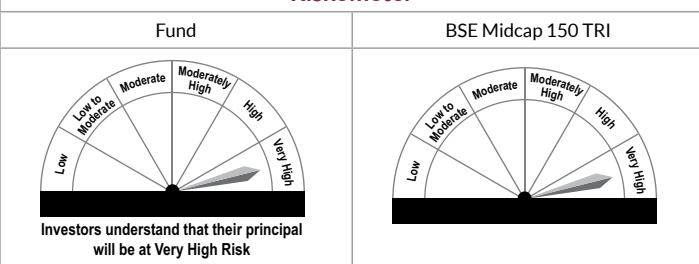 Fund
BSE Midcap 150 TRI
Low
Low to
Moderate
Moderate
Moderately
High
High
Very High
Low
Low to
Moderate
Moderate
Moderately
High
High
Very High
Investors understand that their principal
will be at Very High Risk